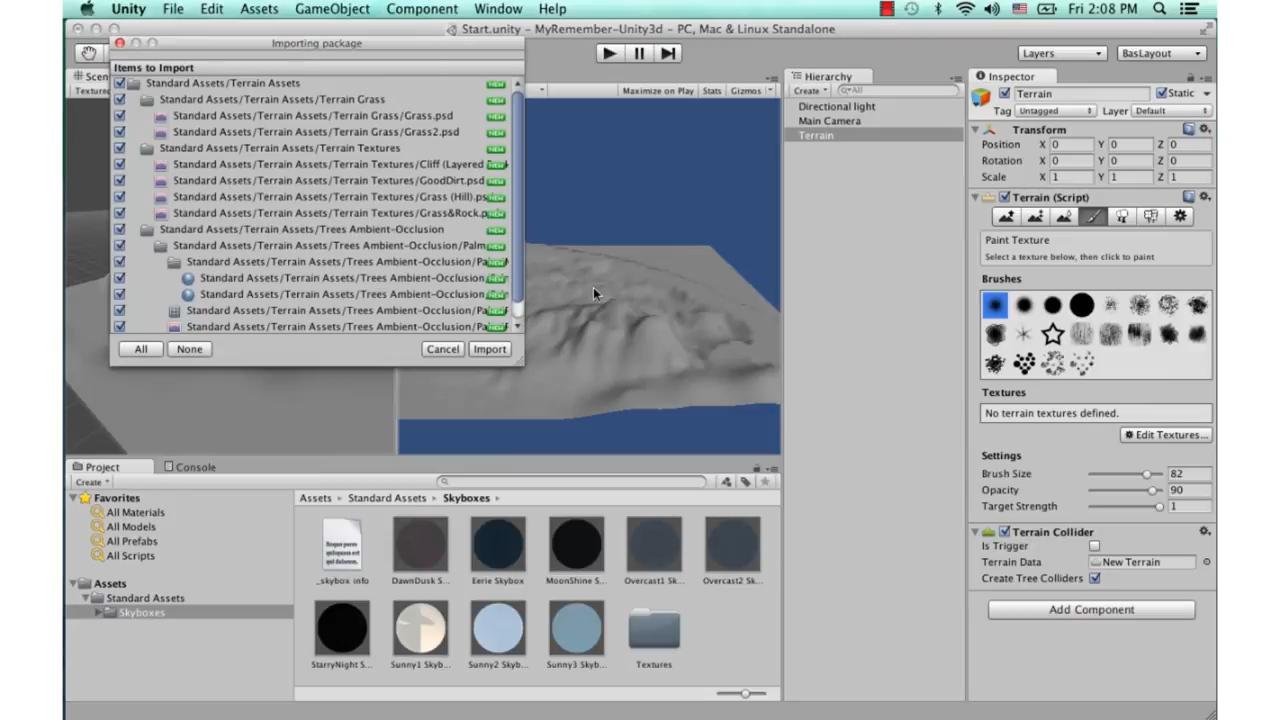 Unity File Edit Assets GameObject Component Window Help Fri 2:08 PM
Start.unity - MyRemember-Unity3d - PC, Mac & Linux Standalone
Importing package
Items to Import
Standard Assets/Terrain Assets NEW
Standard Assets/Terrain Assets/Terrain Grass
Standard Assets/Terrain Assets/Terrain Grass/Grass.psd NEW
Standard Assets/Terrain Assets/Terrain Grass/Grass2.psd NEW
Standard Assets/Terrain Assets/Terrain Textures
Standard Assets/Terrain Assets/Terrain Textures/Cliff (Layered
Standard Assets/Terrain Assets/Terrain Textures/GoodDirt.psd
Standard Assets/Terrain Assets/Terrain Textures/Grass (Hill).ps
Standard Assets/Terrain Assets/Terrain Textures/Grass&Rock.p
Standard Assets/Terrain Assets/Trees Ambient-Occlusion NEW
Standard Assets/Terrain Assets/Trees Ambient-Occlusion/Palm
Standard Assets/Terrain Assets/Trees Ambient-Occlusion/Pa
Standard Assets/Terrain Assets/Trees Ambient-Occlusion
Standard Assets/Terrain Assets/Trees Ambient-Occlusion
Standard Assets/Terrain Assets/Trees Ambient-Occlusion/Pa
Standard Assets/Terrain Assets/Trees Ambient-Occlusion/Pa
All None Cancel Import
Scen
Texture
Maximize on Play Stats Gizmos
Layers BasLayout
Hierarchy
Create All
Directional light
Main Camera
Terrain
Inspector
Terrain Static
Tag Untagged Layer Default
Transform
Position X 0 Y 0 Z 0
Rotation X 0 Y 0 Z 0
Scale X 1 Y 1 Z 1
Terrain (Script)
Paint Texture
Select a texture below, then click to paint
Brushes
Textures
No terrain textures defined.
Edit Textures...
Settings
Brush Size 82
Opacity 90
Target Strength 1
Terrain Collider
Is Trigger
Terrain Data New Terrain
Create Tree Colliders
Add Component
Project Console
Create
Favorites
All Materials
All Models
All Prefabs
All Scripts
Assets
Standard Assets
Skyboxes
Assets Standard Assets Skyboxes
_skybox info DawnDusk S... Eerie Skybox MoonShine S... Overcast1 Sk... Overcast2 Sk...
StarryNight S... Sunny1 Skyb... Sunny2 Skyb... Sunny3 Skyb... Textures